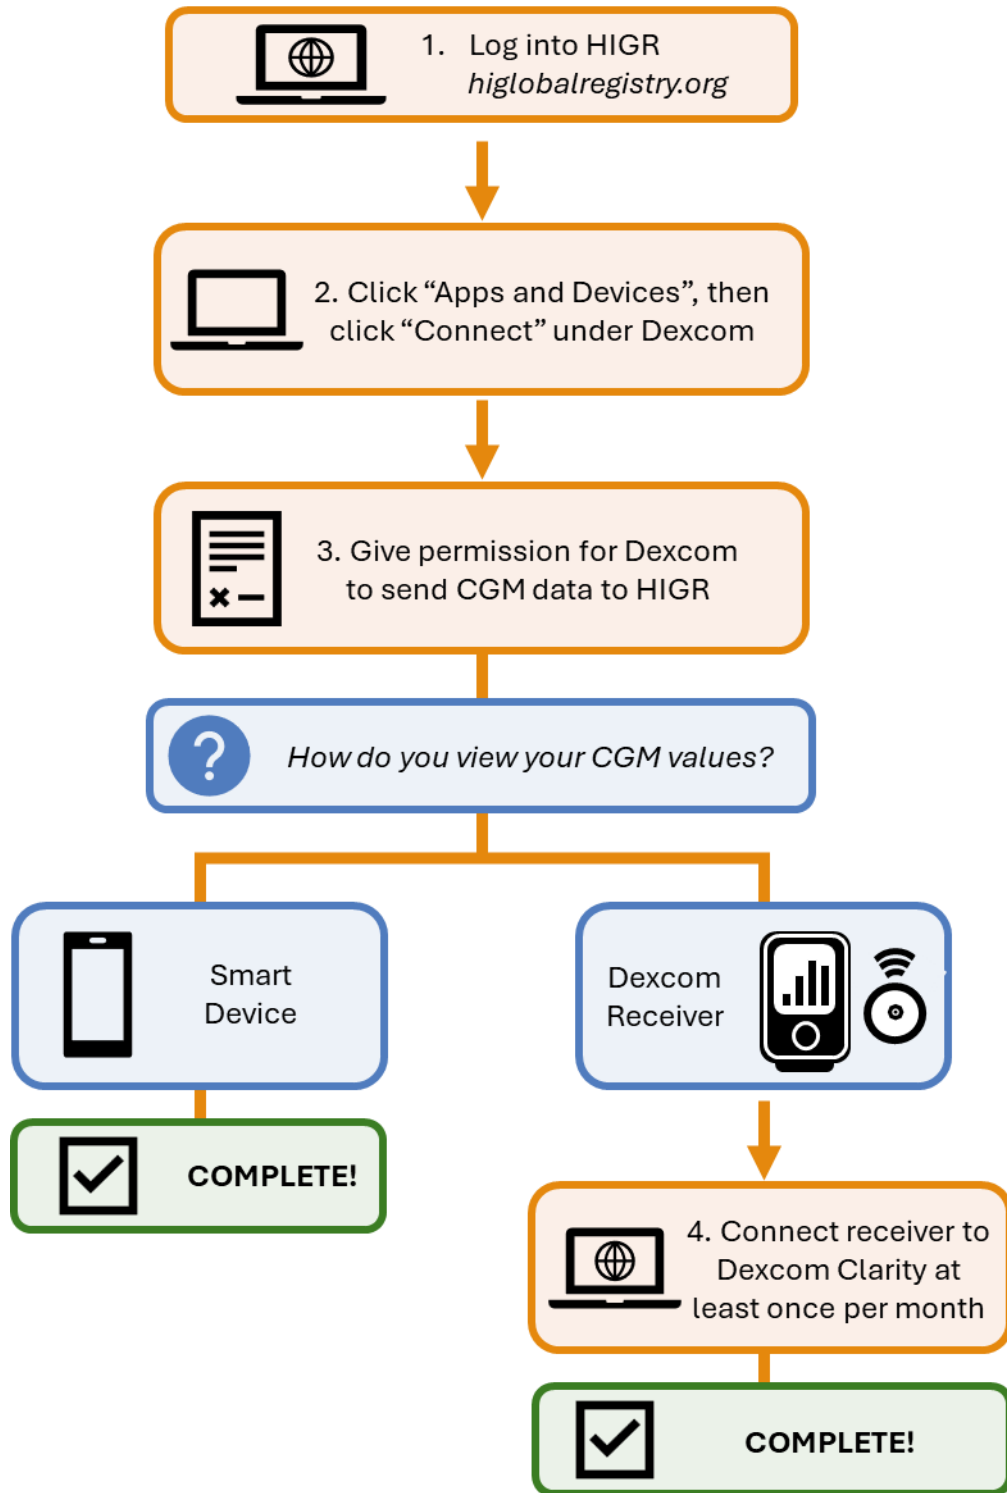 1. Log into HIGR
higlobalregistry.org
2. Click “Apps and Devices”, then
click “Connect” under Dexcom
3. Give permission for Dexcom
to send CGM data to HIGR
?
How do you view your CGM values?
Smart
Device
Dexcom
Receiver
COMPLETE!
4. Connect receiver to
Dexcom Clarity at
least once per month
COMPLETE!